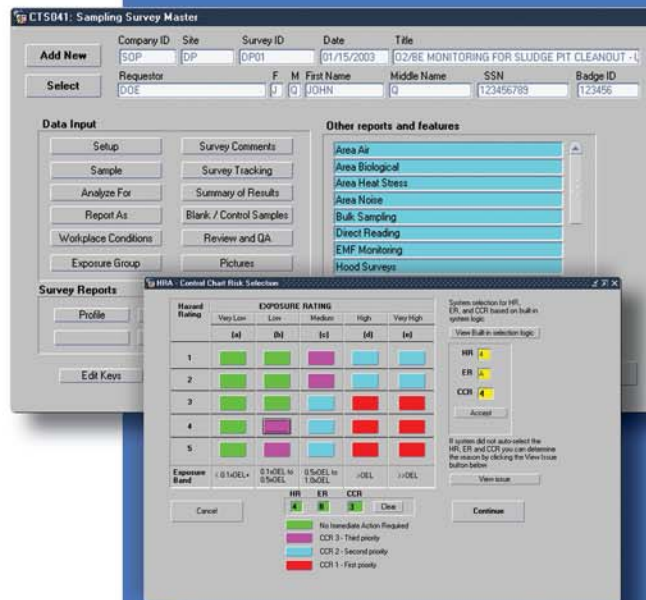 CTS041: Sampling Survey Master
Add New
Select
Company ID Site Survey ID Date Title
SOP DP DP01 01/15/2003 O2/BE MONITORING FOR SLUDGE PIT CLEANOUT - L
Requestor F M First Name Middle Name SSN Badge ID
DOE J Q JOHN Q 123456789 123456
Data Input
Setup Survey Comments
Sample Survey Tracking
Analyze For Summary of Results
Report As Blank / Control Samples
Workplace Conditions Review and QA
Exposure Group Pictures
Other reports and features
Area Air
Area Biological
Area Heat Stress
Area Noise
Bulk Sampling
Direct Reading
EMF Monitoring
Hood Surveys
Survey Reports
Profile
Edit Keys
HRA - Control Chart Risk Selection
Hazard Rating
EXPOSURE RATING
Very Low Low Medium High Very High
(a) (b) (c) (d) (e)
1
2
3
4
5
Exposure Band
< 0.1xOEL+ 0.1xOEL to 0.5xOEL 0.5xOEL to 1.0xOEL >OEL >>OEL
HR ER CCR
4 B 3 Clear
Cancel
No Immediate Action Required
CCR 3 - Third priority
CCR 2 - Second priority
CCR 1 - First priority
System selection for HR,
ER, and CCR based on built-in
system logic
View Built-in selection logic
HR 4
ER A
CCR 4
Accept
If system did not auto-select the
HR, ER and CCR you can determine
the reason by clicking the View Issue
button below
View issue
Continue